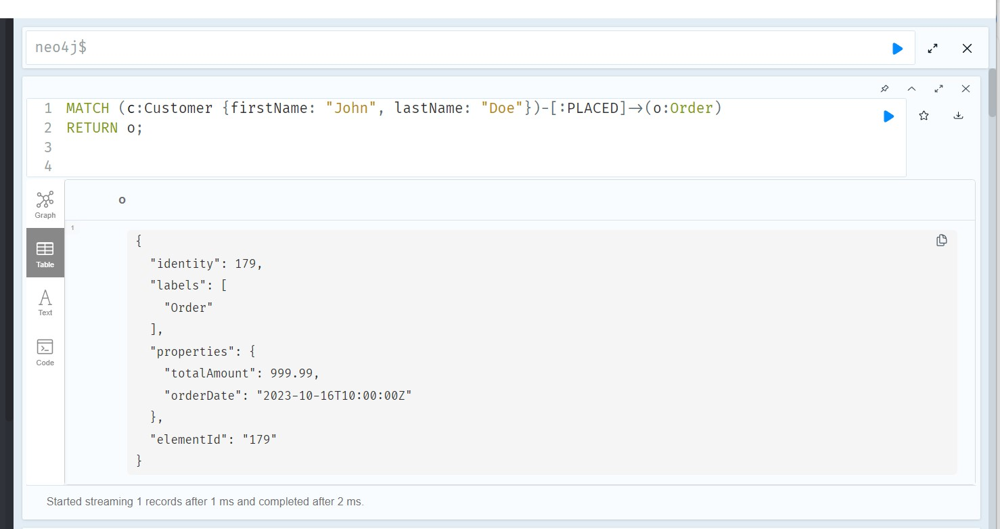 neo4j$
1 MATCH (c:Customer {firstName: "John", lastName: "Doe"})-[:PLACED]->(o:Order)
2 RETURN o;
3
4
Graph
Table
Text
Code
o
1
{
"identity": 179,
"labels": [
"Order"
],
"properties": {
"totalAmount": 999.99,
"orderDate": "2023-10-16T10:00:00Z"
},
"elementId": "179"
}
Started streaming 1 records after 1 ms and completed after 2 ms.